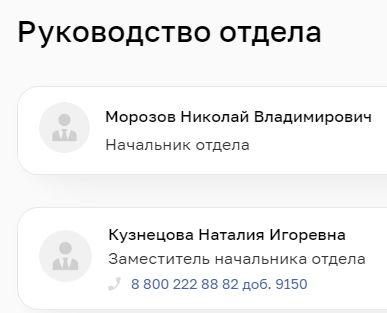 Руководство отдела
Морозов Николай Владимирович
Начальник отдела
Кузнецова Наталия Игоревна
Заместитель начальника отдела
8 800 222 88 82 доб. 9150